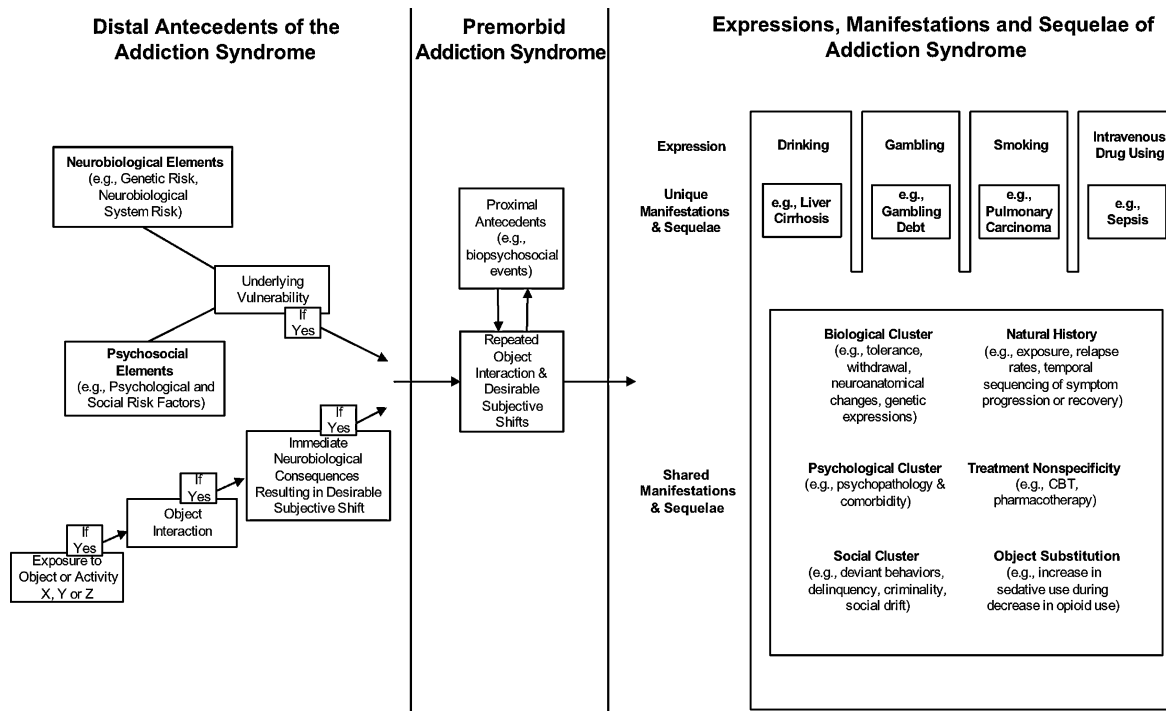 Distal Antecedents of the
Addiction Syndrome
Neurobiological Elements
(e.g., Genetic Risk,
Neurobiological
System Risk)
Underlying
Vulnerability
If
Yes
Psychosocial
Elements
(e.g., Psychological and
Social Risk Factors)
If
Yes
Immediate
Neurobiological
Consequences
Resulting in Desirable
Subjective Shift
If
Yes
Object
Interaction
If
Yes
Exposure to
Object or Activity
X, Y or Z
Premorbid
Addiction Syndrome
Proximal
Antecedents
(e.g.,
biopsychosocial
events)
Repeated
Object
Interaction &
Desirable
Subjective
Shifts
Expressions, Manifestations and Sequelae of
Addiction Syndrome
Expression
Drinking
Gambling
Smoking
Intravenous
Drug Using
Unique
Manifestations
& Sequelae
e.g., Liver
Cirrhosis
e.g.,
Gambling
Debt
e.g.,
Pulmonary
Carcinoma
e.g.,
Sepsis
Shared
Manifestations
& Sequelae
Biological Cluster
(e.g., tolerance,
withdrawal,
neuroanatomical
changes, genetic
expressions)
Natural History
(e.g., exposure, relapse
rates, temporal
sequencing of symptom
progression or recovery)
Psychological Cluster
(e.g., psychopathology &
comorbidity)
Treatment Nonspecificity
(e.g., CBT,
pharmacotherapy)
Social Cluster
(e.g., deviant behaviors,
delinquency, criminality,
social drift)
Object Substitution
(e.g., increase in
sedative use during
decrease in opioid use)